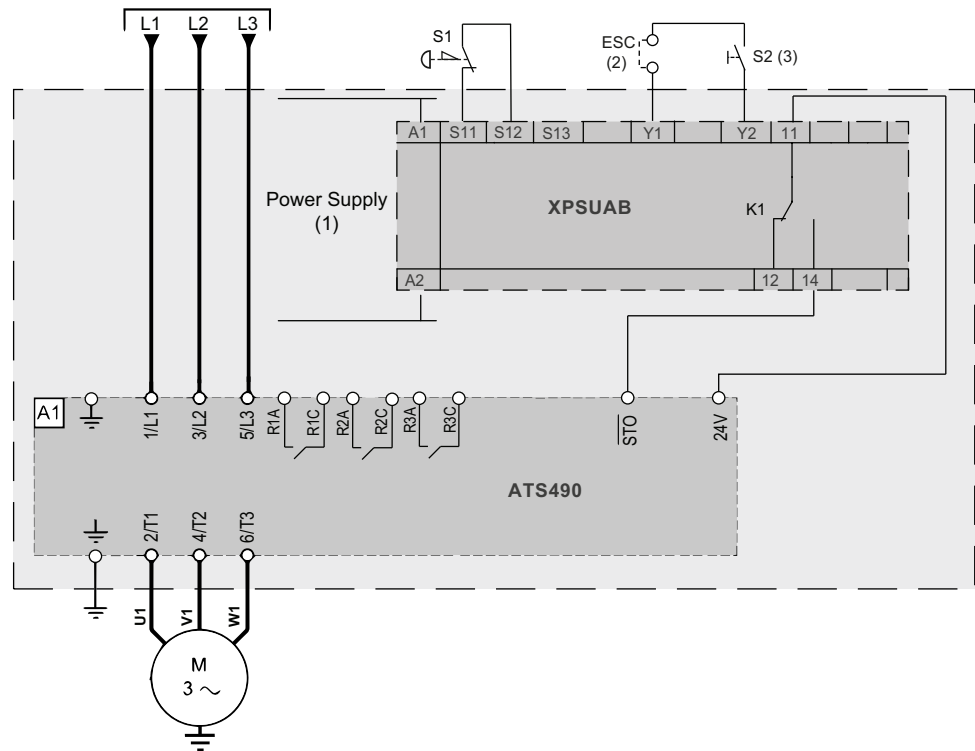 L1 L2 L3
S1
ESC
(2)
S2 (3)
A1 S11 S12 S13 Y1 Y2 11
Power Supply
(1)
XPSUAB
K1
A2 12 14
A1
1/L1 3/L2 5/L3 R1A R1C R2A R2C R3A R3C STO 24V
ATS490
2/T1 4/T2 6/T3
U1 V1 W1
M
3 ~